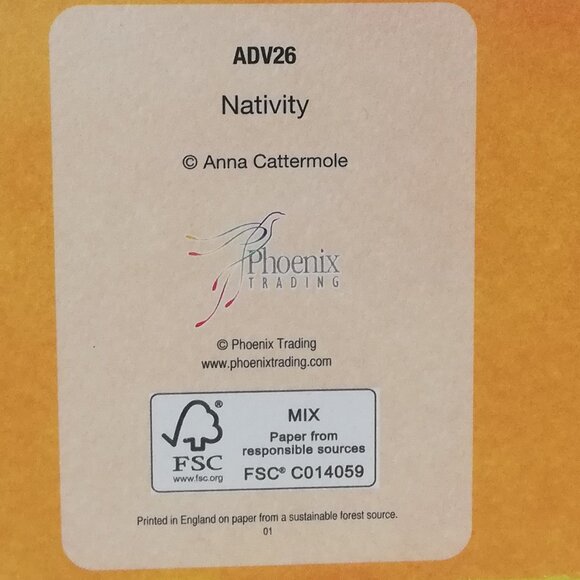 ADV26
Nativity
© Anna Cattermole
Phoenix
TRADING
© Phoenix Trading
www.phoenixtrading.com
®
FSC
www.fsc.org
MIX
Paper from
responsible sources
FSC® C014059
Printed in England on paper from a sustainable forest source.
01